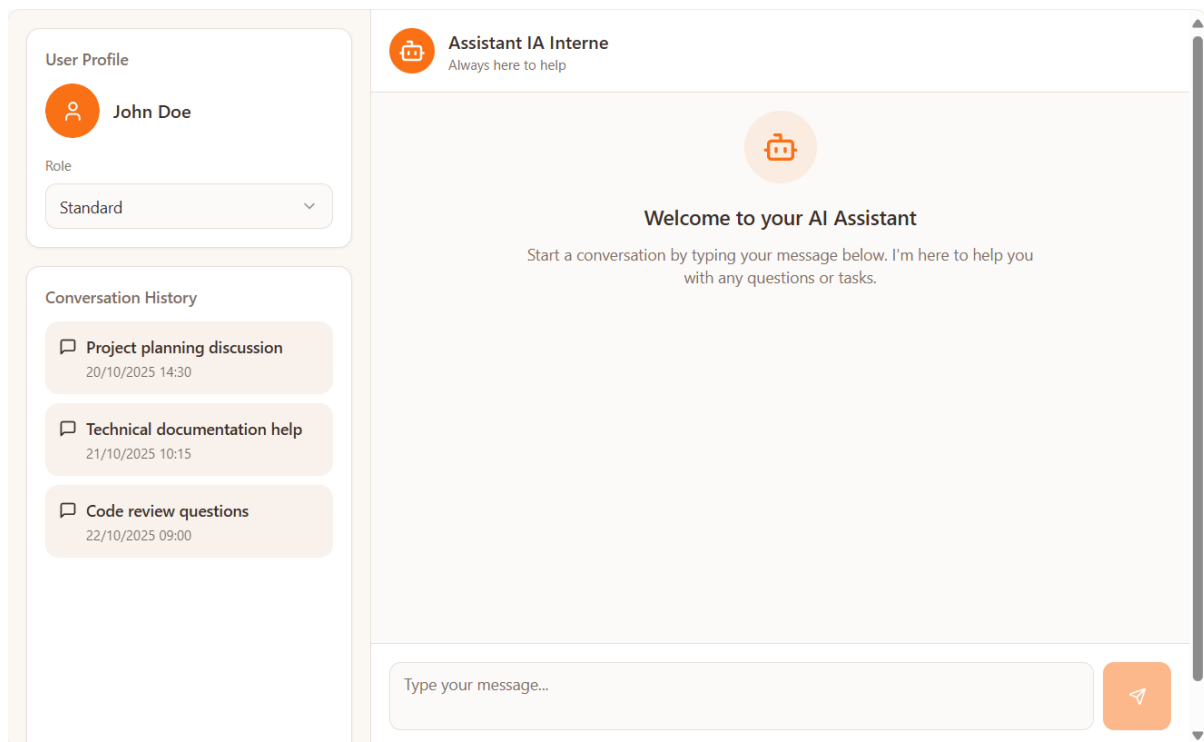 User Profile
John Doe
Role
Standard
Conversation History
Project planning discussion
20/10/2025 14:30
Technical documentation help
21/10/2025 10:15
Code review questions
22/10/2025 09:00
Assistant IA Interne
Always here to help
Welcome to your AI Assistant
Start a conversation by typing your message below. I'm here to help you
with any questions or tasks.
Type your message...